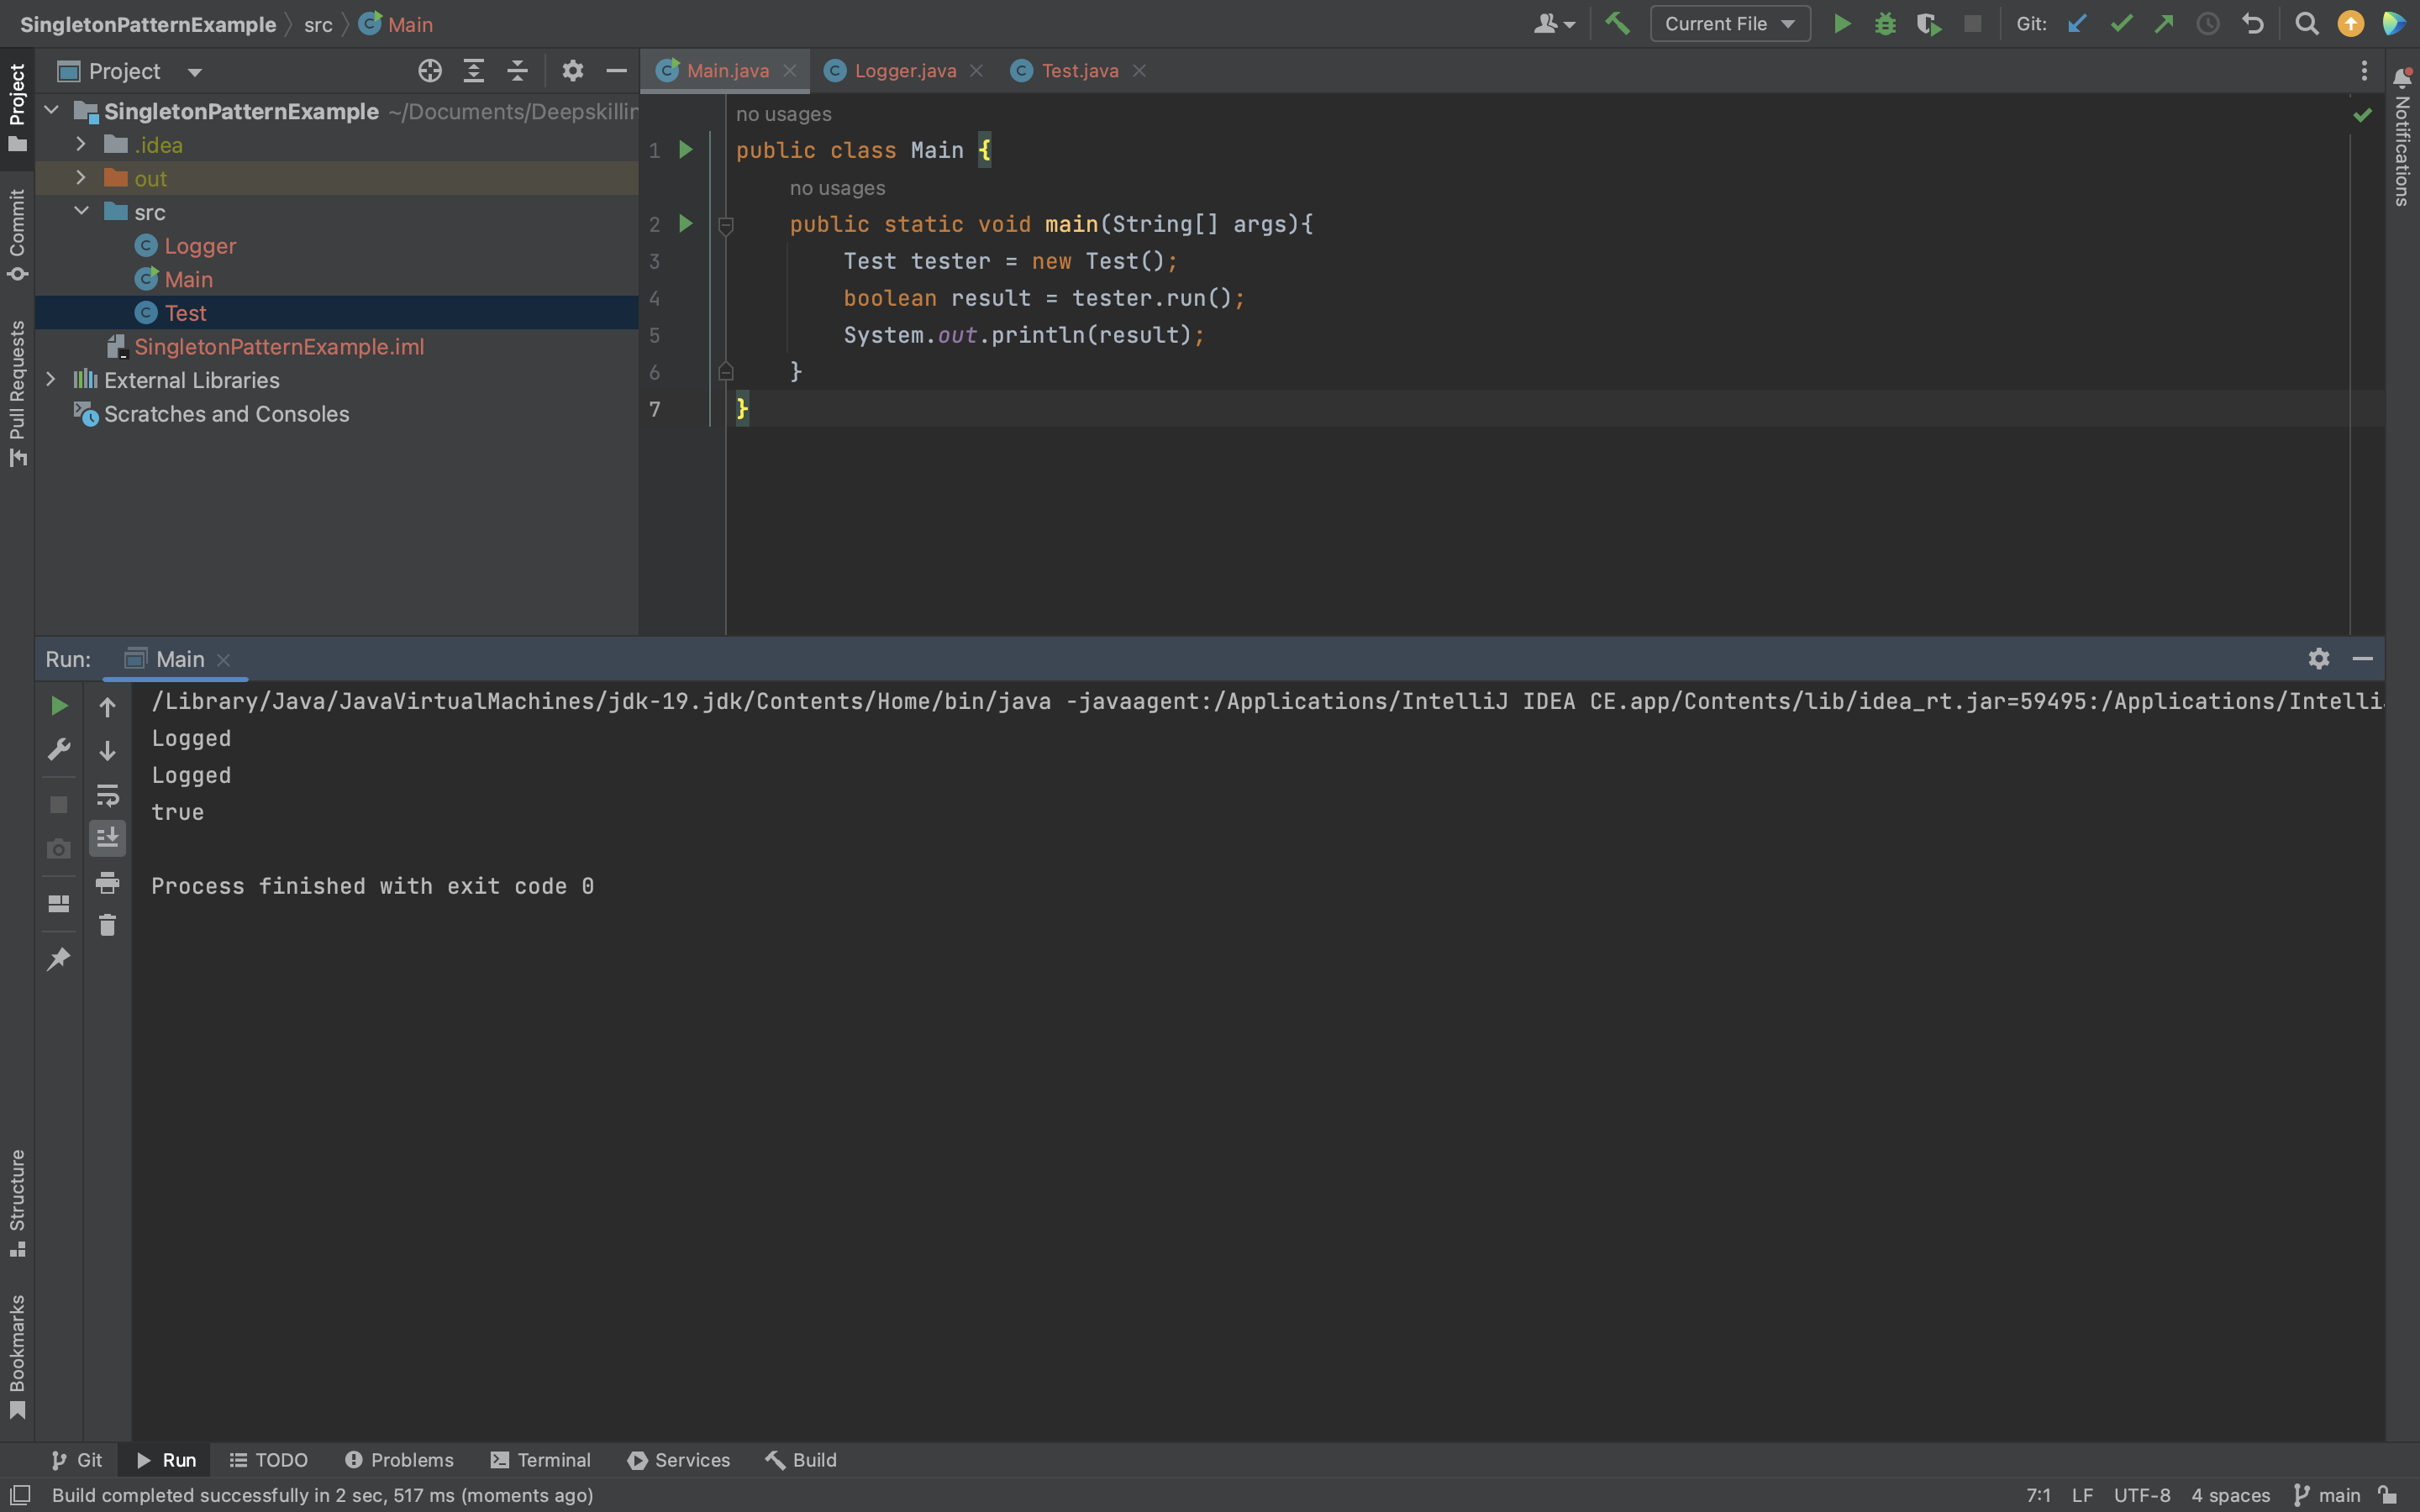 SingletonPatternExample src Main
Current File
Git:
Project
Project
Commit
Pull Requests
Structure
Bookmarks
SingletonPatternExample ~/Documents/Deepskillin
.idea
out
src
Logger
Main
Test
SingletonPatternExample.iml
External Libraries
Scratches and Consoles
Main.java Logger.java Test.java
no usages
1 public class Main {
no usages
2 public static void main(String[] args){
3 Test tester = new Test();
4 boolean result = tester.run();
5 System.out.println(result);
6 }
7 }
Notifications
Run: Main
/Library/Java/JavaVirtualMachines/jdk-19.jdk/Contents/Home/bin/java -javaagent:/Applications/IntelliJ IDEA CE.app/Contents/lib/idea_rt.jar=59495:/Applications/Intelli
Logged
Logged
true
Process finished with exit code 0
Git Run TODO Problems Terminal Services Build
Build completed successfully in 2 sec, 517 ms (moments ago)
7:1 LF UTF-8 4 spaces main